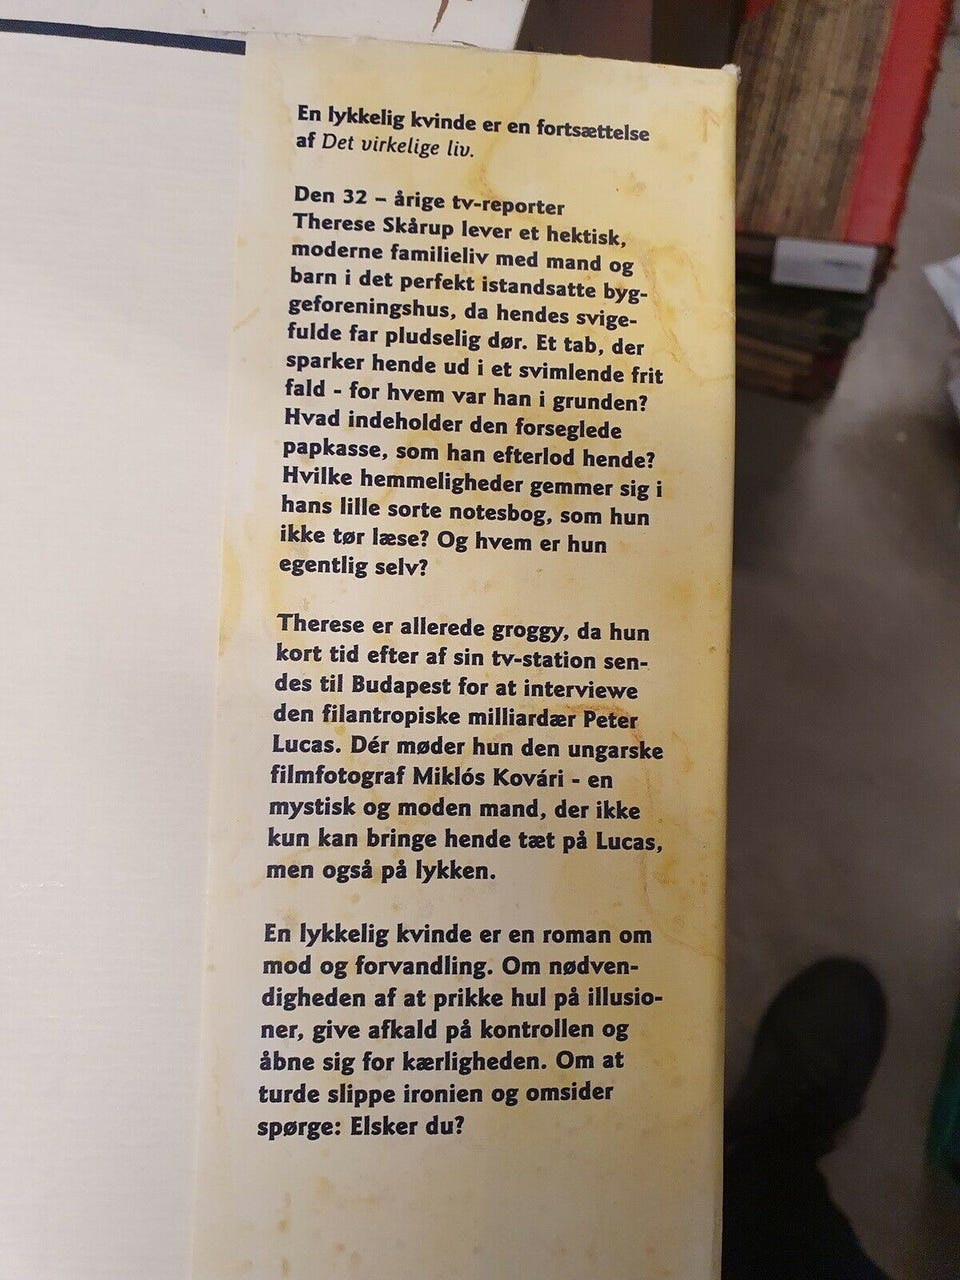 En lykkelig kvinde er en fortsættelse
af Det virkelige liv.
Den 32 – årige tv-reporter
Therese Skårup lever et hektisk,
moderne familieliv med mand og
barn i det perfekt istandsatte byg-
geforeningshus, da hendes svige-
fulde far pludselig dør. Et tab, der
sparker hende ud i et svimlende frit
fald - for hvem var han i grunden?
Hvad indeholder den forseglede
papkasse, som han efterlod hende?
Hvilke hemmeligheder gemmer sig i
hans lille sorte notesbog, som hun
ikke tør læse? Og hvem er hun
egentlig selv?
Therese er allerede groggy, da hun
kort tid efter af sin tv-station sen-
des til Budapest for at interviewe
den filantropiske milliardær Peter
Lucas. Dér møder hun den ungarske
filmfotograf Miklós Kovári - en
mystisk og moden mand, der ikke
kun kan bringe hende tæt på Lucas,
men også på lykken.
En lykkelig kvinde er en roman om
mod og forvandling. Om nødven-
digheden af at prikke hul på illusio-
ner, give afkald på kontrollen og
åbne sig for kærligheden. Om at
turde slippe ironien og omsider
spørge: Elsker du?